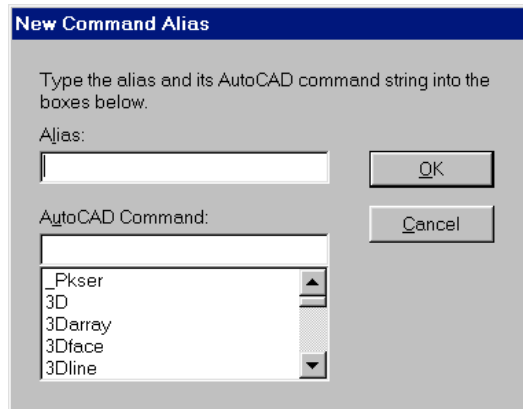 New Command Alias
Type the alias and its AutoCAD command string into the
boxes below.
Alias:
OK
AutoCAD Command:
Cancel
_Pkser
3D
3Darray
3Dface
3Dline